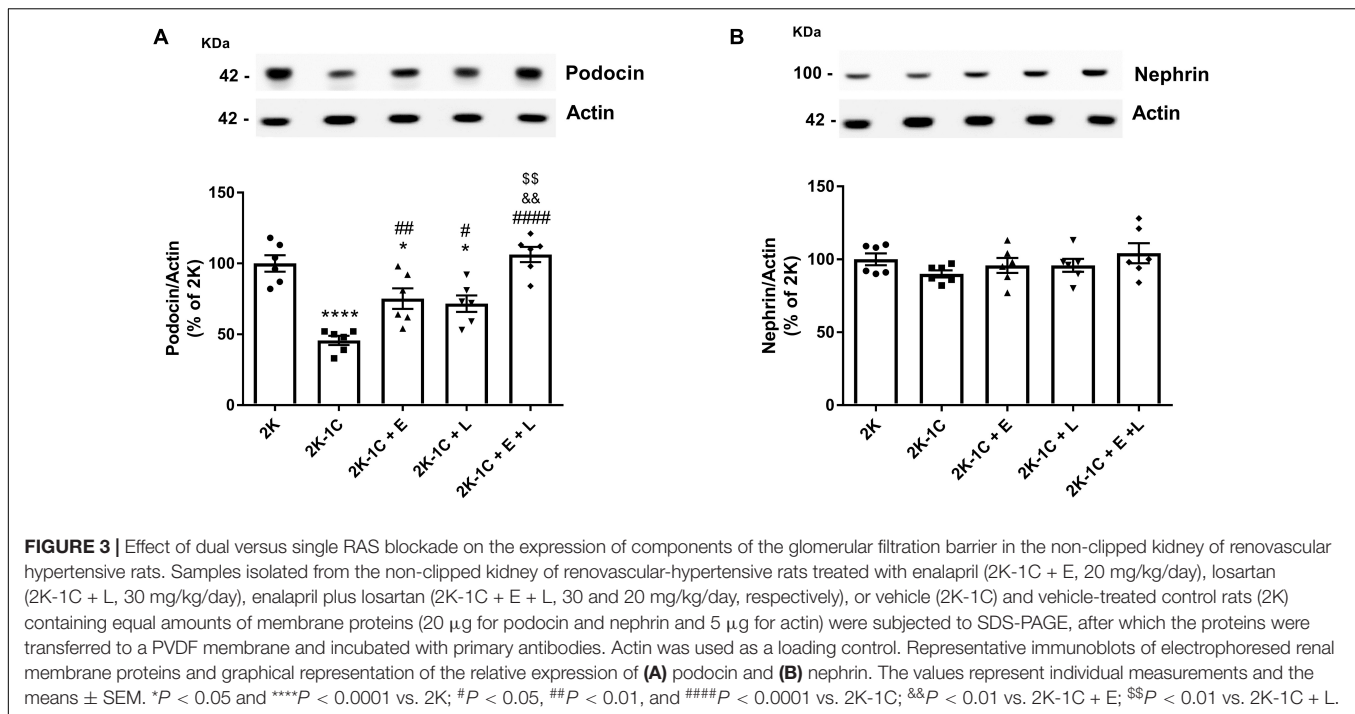 A
KDa
42 -
Podocin
42 -
Actin
150
100
50
0
Podocin/Actin
(% of 2K)
****
##
*
#
*
$$
&&
####
2K
2K-1C
2K-1C + E
2K-1C + L
2K-1C + E + L
B
KDa
100 -
Nephrin
42 -
Actin
150
100
50
0
Nephrin/Actin
(% of 2K)
2K
2K-1C
2K-1C + E
2K-1C + L
2K-1C + E +L
FIGURE 3 | Effect of dual versus single RAS blockade on the expression of components of the glomerular filtration barrier in the non-clipped kidney of renovascular
hypertensive rats. Samples isolated from the non-clipped kidney of renovascular-hypertensive rats treated with enalapril (2K-1C + E, 20 mg/kg/day), losartan
(2K-1C + L, 30 mg/kg/day), enalapril plus losartan (2K-1C + E + L, 30 and 20 mg/kg/day, respectively), or vehicle (2K-1C) and vehicle-treated control rats (2K)
containing equal amounts of membrane proteins (20 μg for podocin and nephrin and 5 μg for actin) were subjected to SDS-PAGE, after which the proteins were
transferred to a PVDF membrane and incubated with primary antibodies. Actin was used as a loading control. Representative immunoblots of electrophoresed renal
membrane proteins and graphical representation of the relative expression of (A) podocin and (B) nephrin. The values represent individual measurements and the
means ± SEM. *P < 0.05 and ****P < 0.0001 vs. 2K; #P < 0.05, ##P < 0.01, and ####P < 0.0001 vs. 2K-1C; &&P < 0.01 vs. 2K-1C + E; $$P < 0.01 vs. 2K-1C + L.